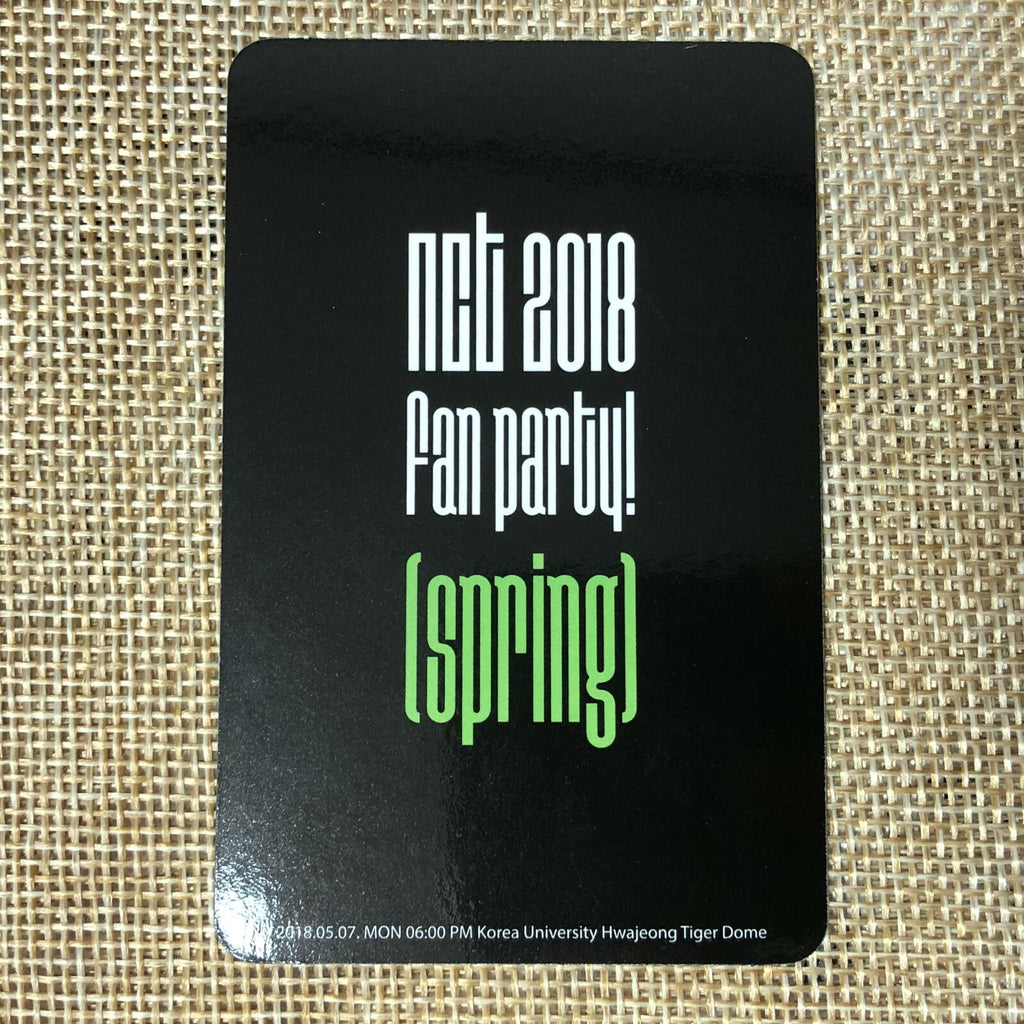 nct 2018
fan party!
(spring)
2018.05.07. MON 06:00 PM Korea University Hwajeong Tiger Dome